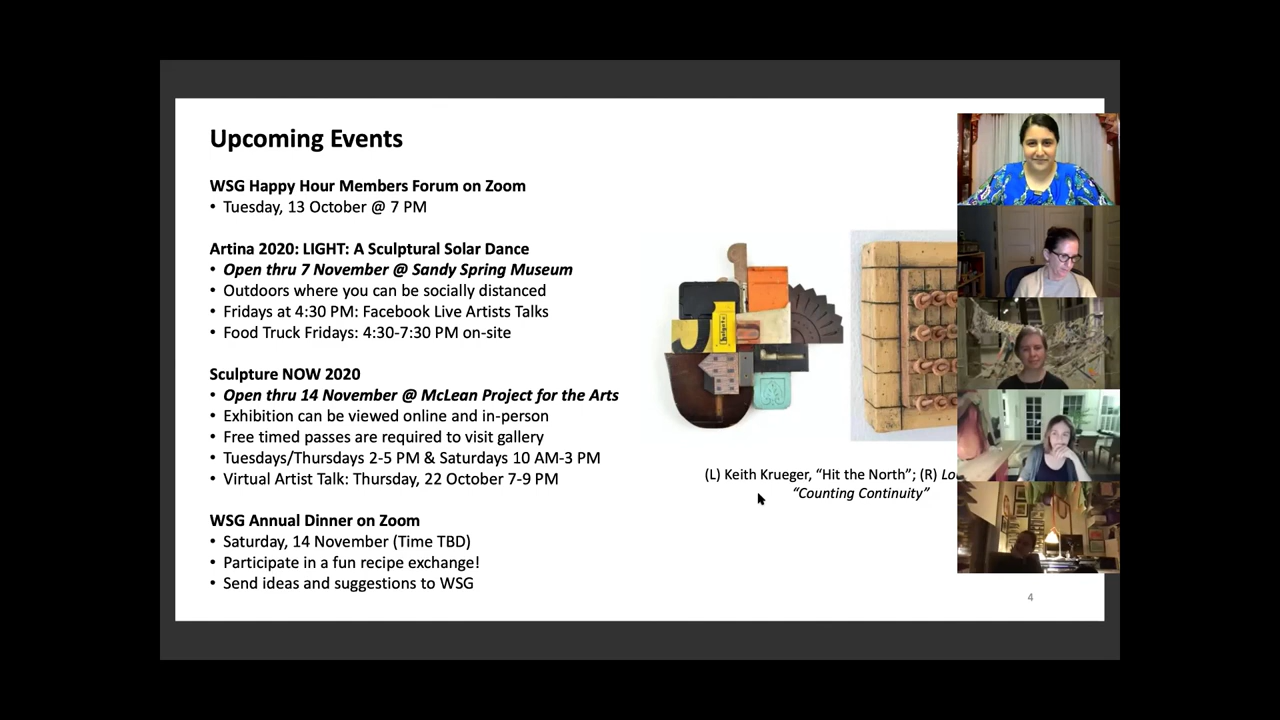 Upcoming Events
WSG Happy Hour Members Forum on Zoom
• Tuesday, 13 October @ 7 PM
Artina 2020: LIGHT: A Sculptural Solar Dance
• Open thru 7 November @ Sandy Spring Museum
• Outdoors where you can be socially distanced
• Fridays at 4:30 PM: Facebook Live Artists Talks
• Food Truck Fridays: 4:30-7:30 PM on-site
Sculpture NOW 2020
• Open thru 14 November @ McLean Project for the Arts
• Exhibition can be viewed online and in-person
• Free timed passes are required to visit gallery
• Tuesdays/Thursdays 2-5 PM & Saturdays 10 AM-3 PM
• Virtual Artist Talk: Thursday, 22 October 7-9 PM
WSG Annual Dinner on Zoom
• Saturday, 14 November (Time TBD)
• Participate in a fun recipe exchange!
• Send ideas and suggestions to WSG
(L) Keith Krueger, “Hit the North”; (R)
“Counting Continuity”
4